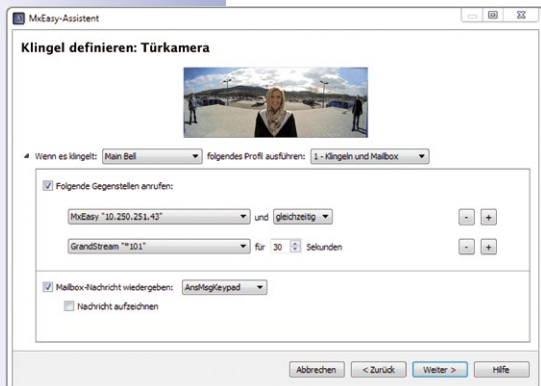 MxEasy-Assistent
Klingel definieren: Türkamera
Wenn es klingelt: Main Bell folgendes Profil ausführen: 1 - Klingeln und Mailbox
Folgende Gegenstellen anrufen:
MxEasy "10.250.251.43" und gleichzeitig - +
GrandStream "*101" für 30 Sekunden - +
Mailbox-Nachricht wiedergeben: AnsMsgKeypad
Nachricht aufzeichnen
Abbrechen < Zurück Weiter > Hilfe